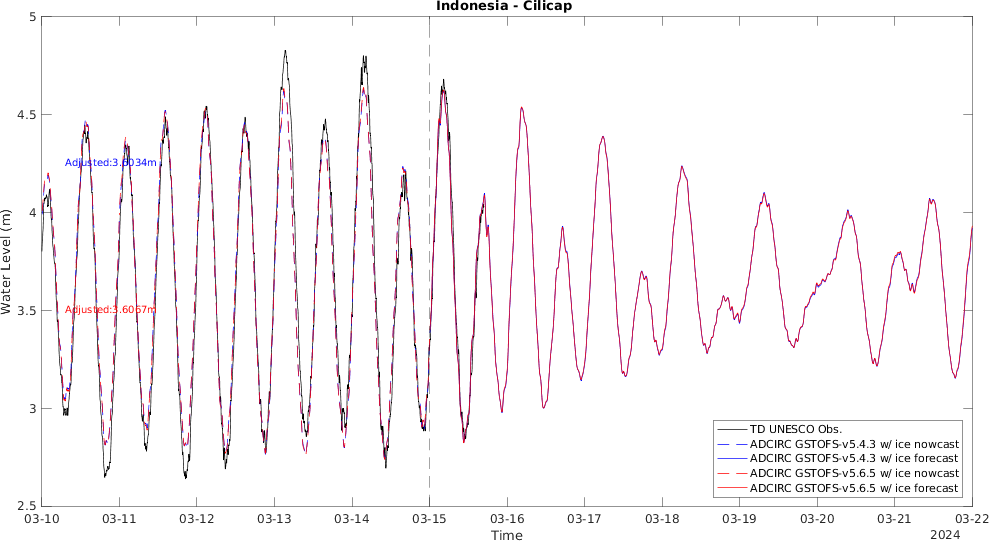 Indonesia - Cilicap
5
4.5
4
3.5
3
2.5
Water Level (m)
Adjusted:3.6034m
Adjusted:3.6067m
TD UNESCO Obs.
ADCIRC GSTOFS-v5.4.3 w/ ice nowcast
ADCIRC GSTOFS-v5.4.3 w/ ice forecast
ADCIRC GSTOFS-v5.6.5 w/ ice nowcast
ADCIRC GSTOFS-v5.6.5 w/ ice forecast
03-10 03-11 03-12 03-13 03-14 03-15 03-16 03-17 03-18 03-19 03-20 03-21 03-22
Time
2024